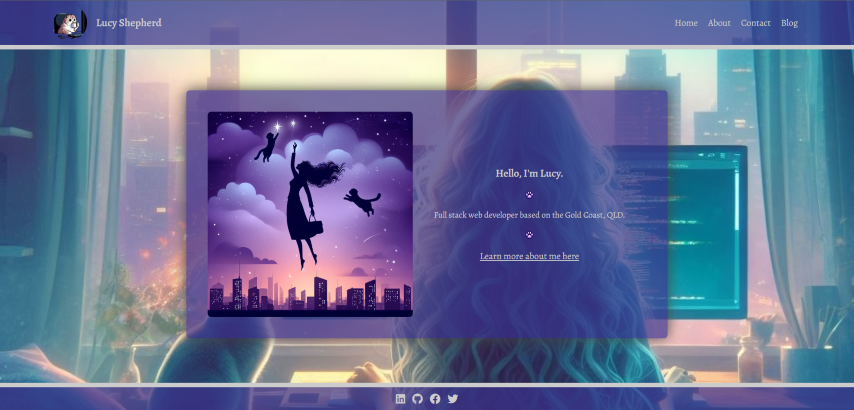 Lucy Shepherd
Home About Contact Blog
Hello, I'm Lucy.
Full stack web developer based on the Gold Coast, QLD.
Learn more about me here